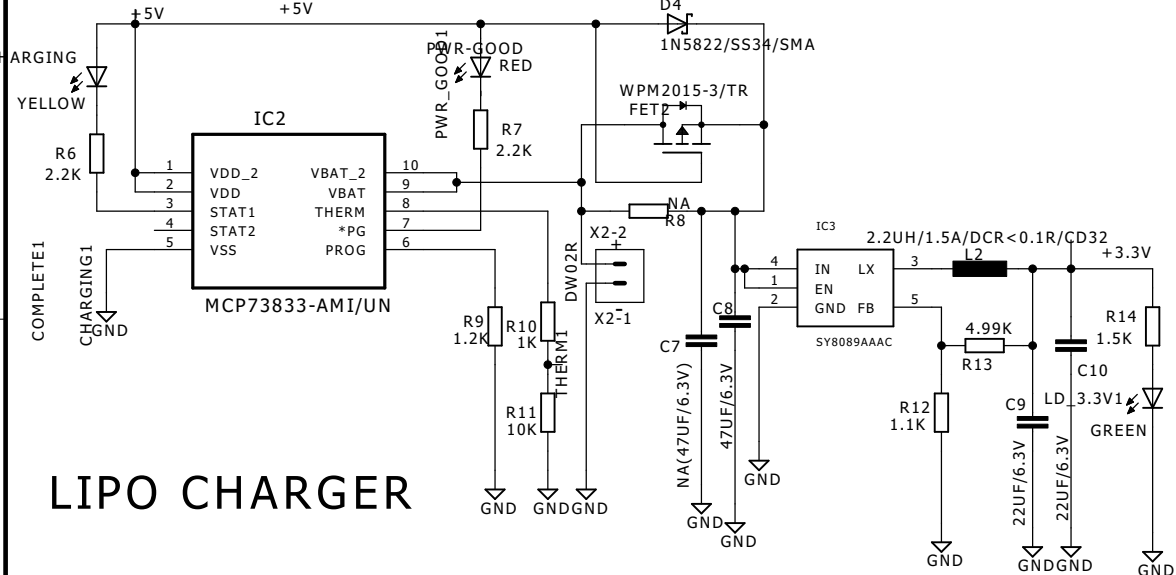 +5V
+5V
D4
1N5822/SS34/SMA
HARGING
YELLOW
PWR-GOOD
PWR_GOOD1
RED
WPM2015-3/TR
FET2
IC2
R6
2.2K
R7
2.2K
1 VDD_2 VBAT_2 10
2 VDD VBAT 9
3 STAT1 THERM 8
4 STAT2 *PG 7
5 VSS PROG 6
MCP73833-AMI/UN
COMPLETE1
CHARGING1
GND
NA
R8
X2-2
+
DW02R
-
X2-1
IC3
2.2UH/1.5A/DCR<0.1R/CD32
L2
+3.3V
4 IN LX 3
1 EN
2 GND FB 5
SY8089AAAC
R9
1.2K
R10
1K
THERM1
R11
10K
C7
NA(47UF/6.3V)
C8
47UF/6.3V
4.99K
R13
R12
1.1K
C9
22UF/6.3V
C10
22UF/6.3V
R14
1.5K
LD_3.3V1
GREEN
LIPO CHARGER
GND
GND
GND
GND
GND
GND
GND
GND
GND
GND